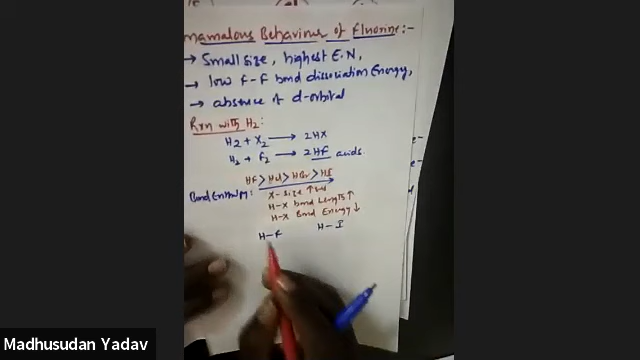 Anamalous Behaviour of Fluorine:-
→ Small size, highest E.N,
→ low F-F bond dissociation Energy,
→ absence of d-orbital
Rxn with H2:
H2 + X2 → 2HX
H2 + F2 → 2HF acids.
HF > HCl > HBr > HI
Bond Enthalpy:
X- size ↑
H-X bond length ↑
H-X Bond Energy ↓
H-F H-I
Madhusudan Yadav